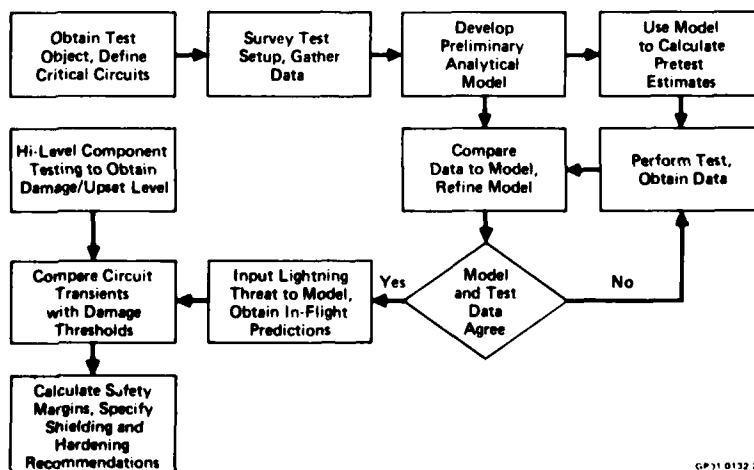 Obtain Test
Object, Define
Critical Circuits
Survey Test
Setup, Gather
Data
Develop
Preliminary
Analytical
Model
Use Model
to Calculate
Pretest
Estimates
Hi-Level Component
Testing to Obtain
Damage/Upset Level
Compare
Data to Model,
Refine Model
Perform Test,
Obtain Data
Compare Circuit
Transients
with Damage
Thresholds
Input Lightning
Threat to Model,
Obtain In-Flight
Predictions
Yes
Model
and Test
Data
Agree
No
Calculate Safety
Margins, Specify
Shielding and
Hardening
Recommendations